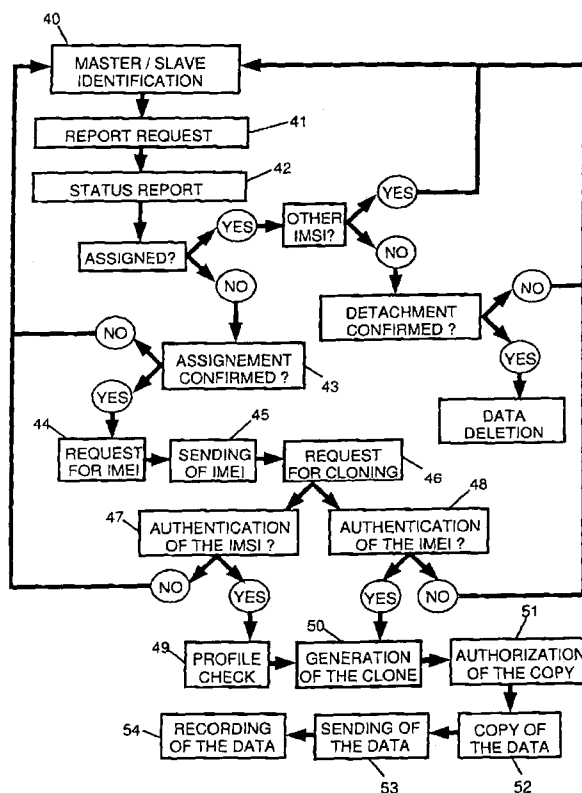 40
MASTER / SLAVE
IDENTIFICATION
REPORT REQUEST
41
42
STATUS REPORT
YES
OTHER
IMSI?
YES
ASSIGNED?
NO
NO
NO
DETACHMENT
CONFIRMED ?
NO
ASSIGNEMENT
CONFIRMED ?
43
YES
YES
DATA
DELETION
44
45
REQUEST
FOR IMEI
SENDING
OF IMEI
REQUEST
FOR CLONING
46
48
47
AUTHENTICATION
OF THE IMSI ?
AUTHENTICATION
OF THE IMEI ?
NO
YES
YES
NO
51
50
49
PROFILE
CHECK
GENERATION
OF THE CLONE
AUTHORIZATION
OF THE COPY
54
RECORDING
OF THE DATA
SENDING OF
THE DATA
COPY OF
THE DATA
53
52